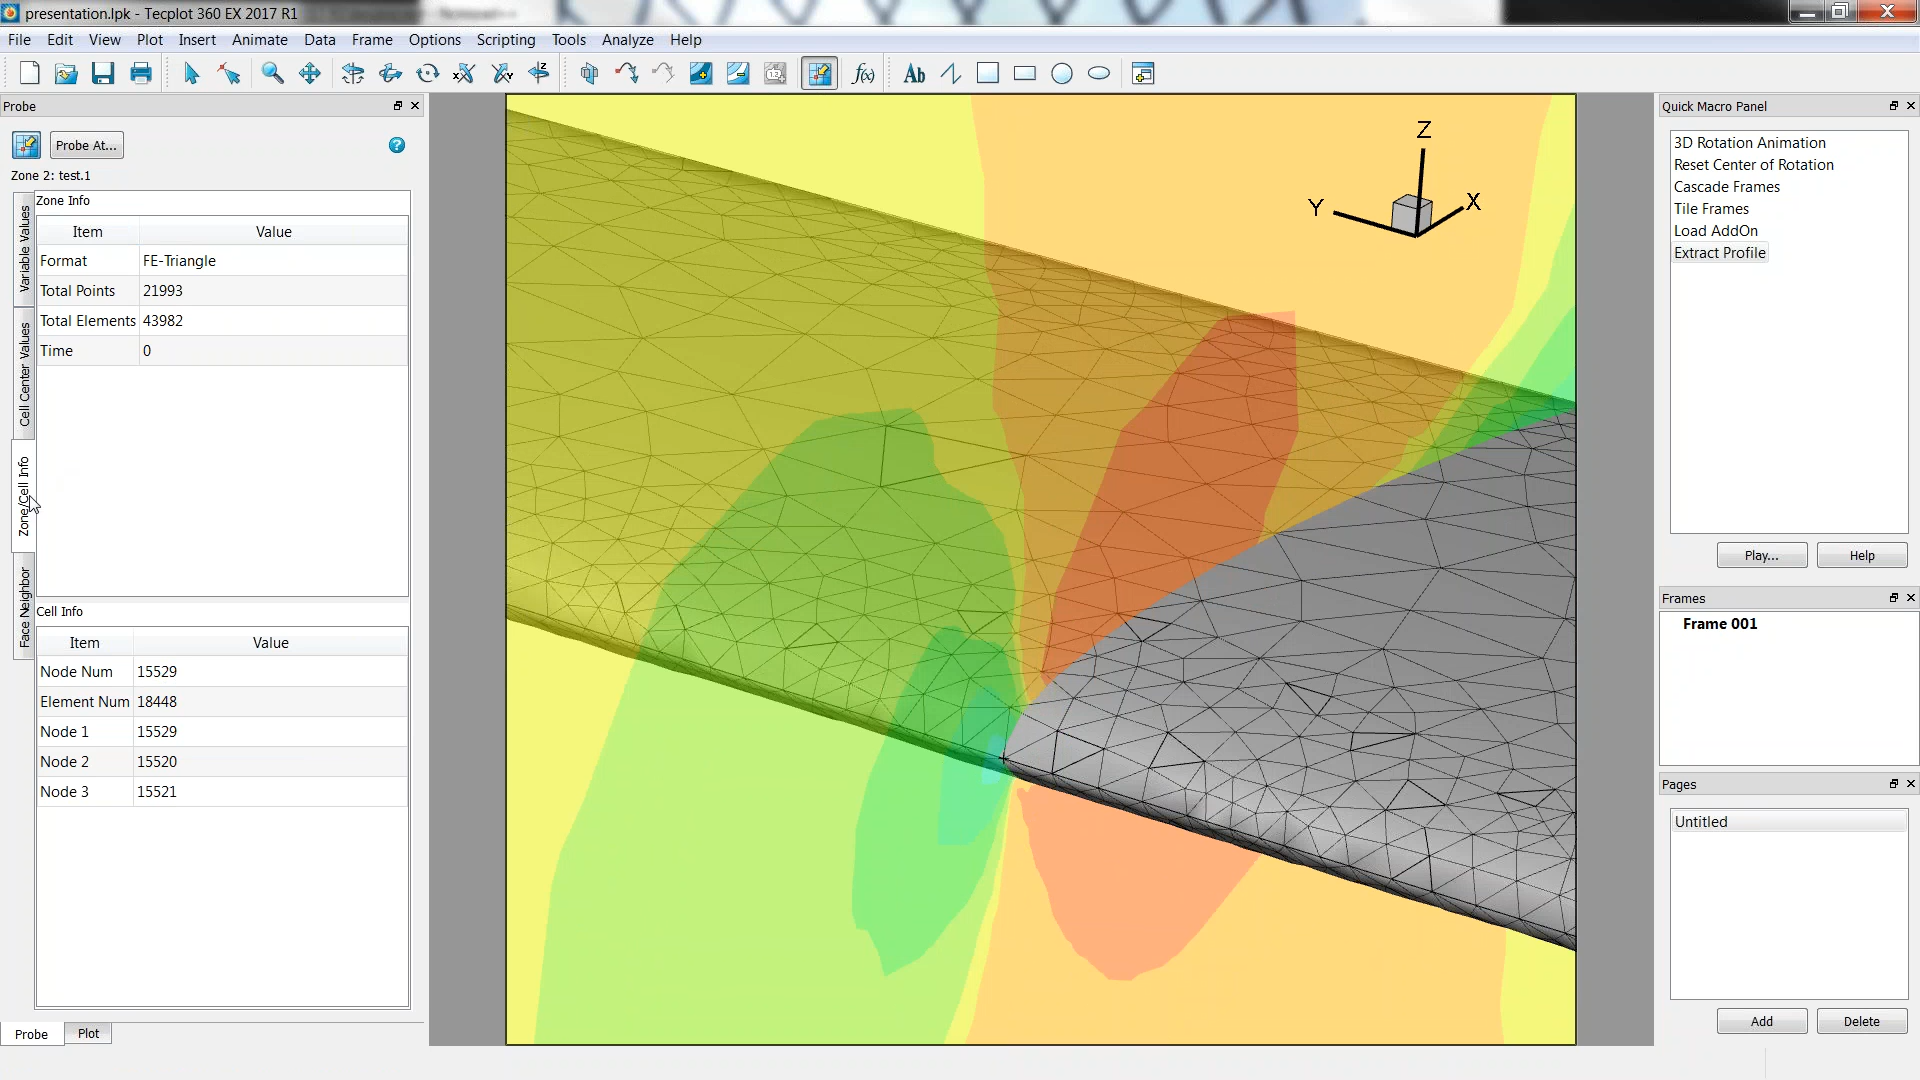 presentation.lpk - Tecplot 360 EX 2017 R1
File Edit View Plot Insert Animate Data Frame Options Scripting Tools Analyze Help
Ab
Probe
Probe At...
Zone 2: test.1
Variable Values
Cell Center Values
Zone/Cell Info
Face Neighbor
Zone Info
Item Value
Format FE-Triangle
Total Points 21993
Total Elements 43982
Time 0
Cell Info
Item Value
Node Num 15529
Element Num 18448
Node 1 15529
Node 2 15520
Node 3 15521
Probe Plot
Z
Y
X
Quick Macro Panel
3D Rotation Animation
Reset Center of Rotation
Cascade Frames
Tile Frames
Load AddOn
Extract Profile
Play... Help
Frames
Frame 001
Pages
Untitled
Add Delete